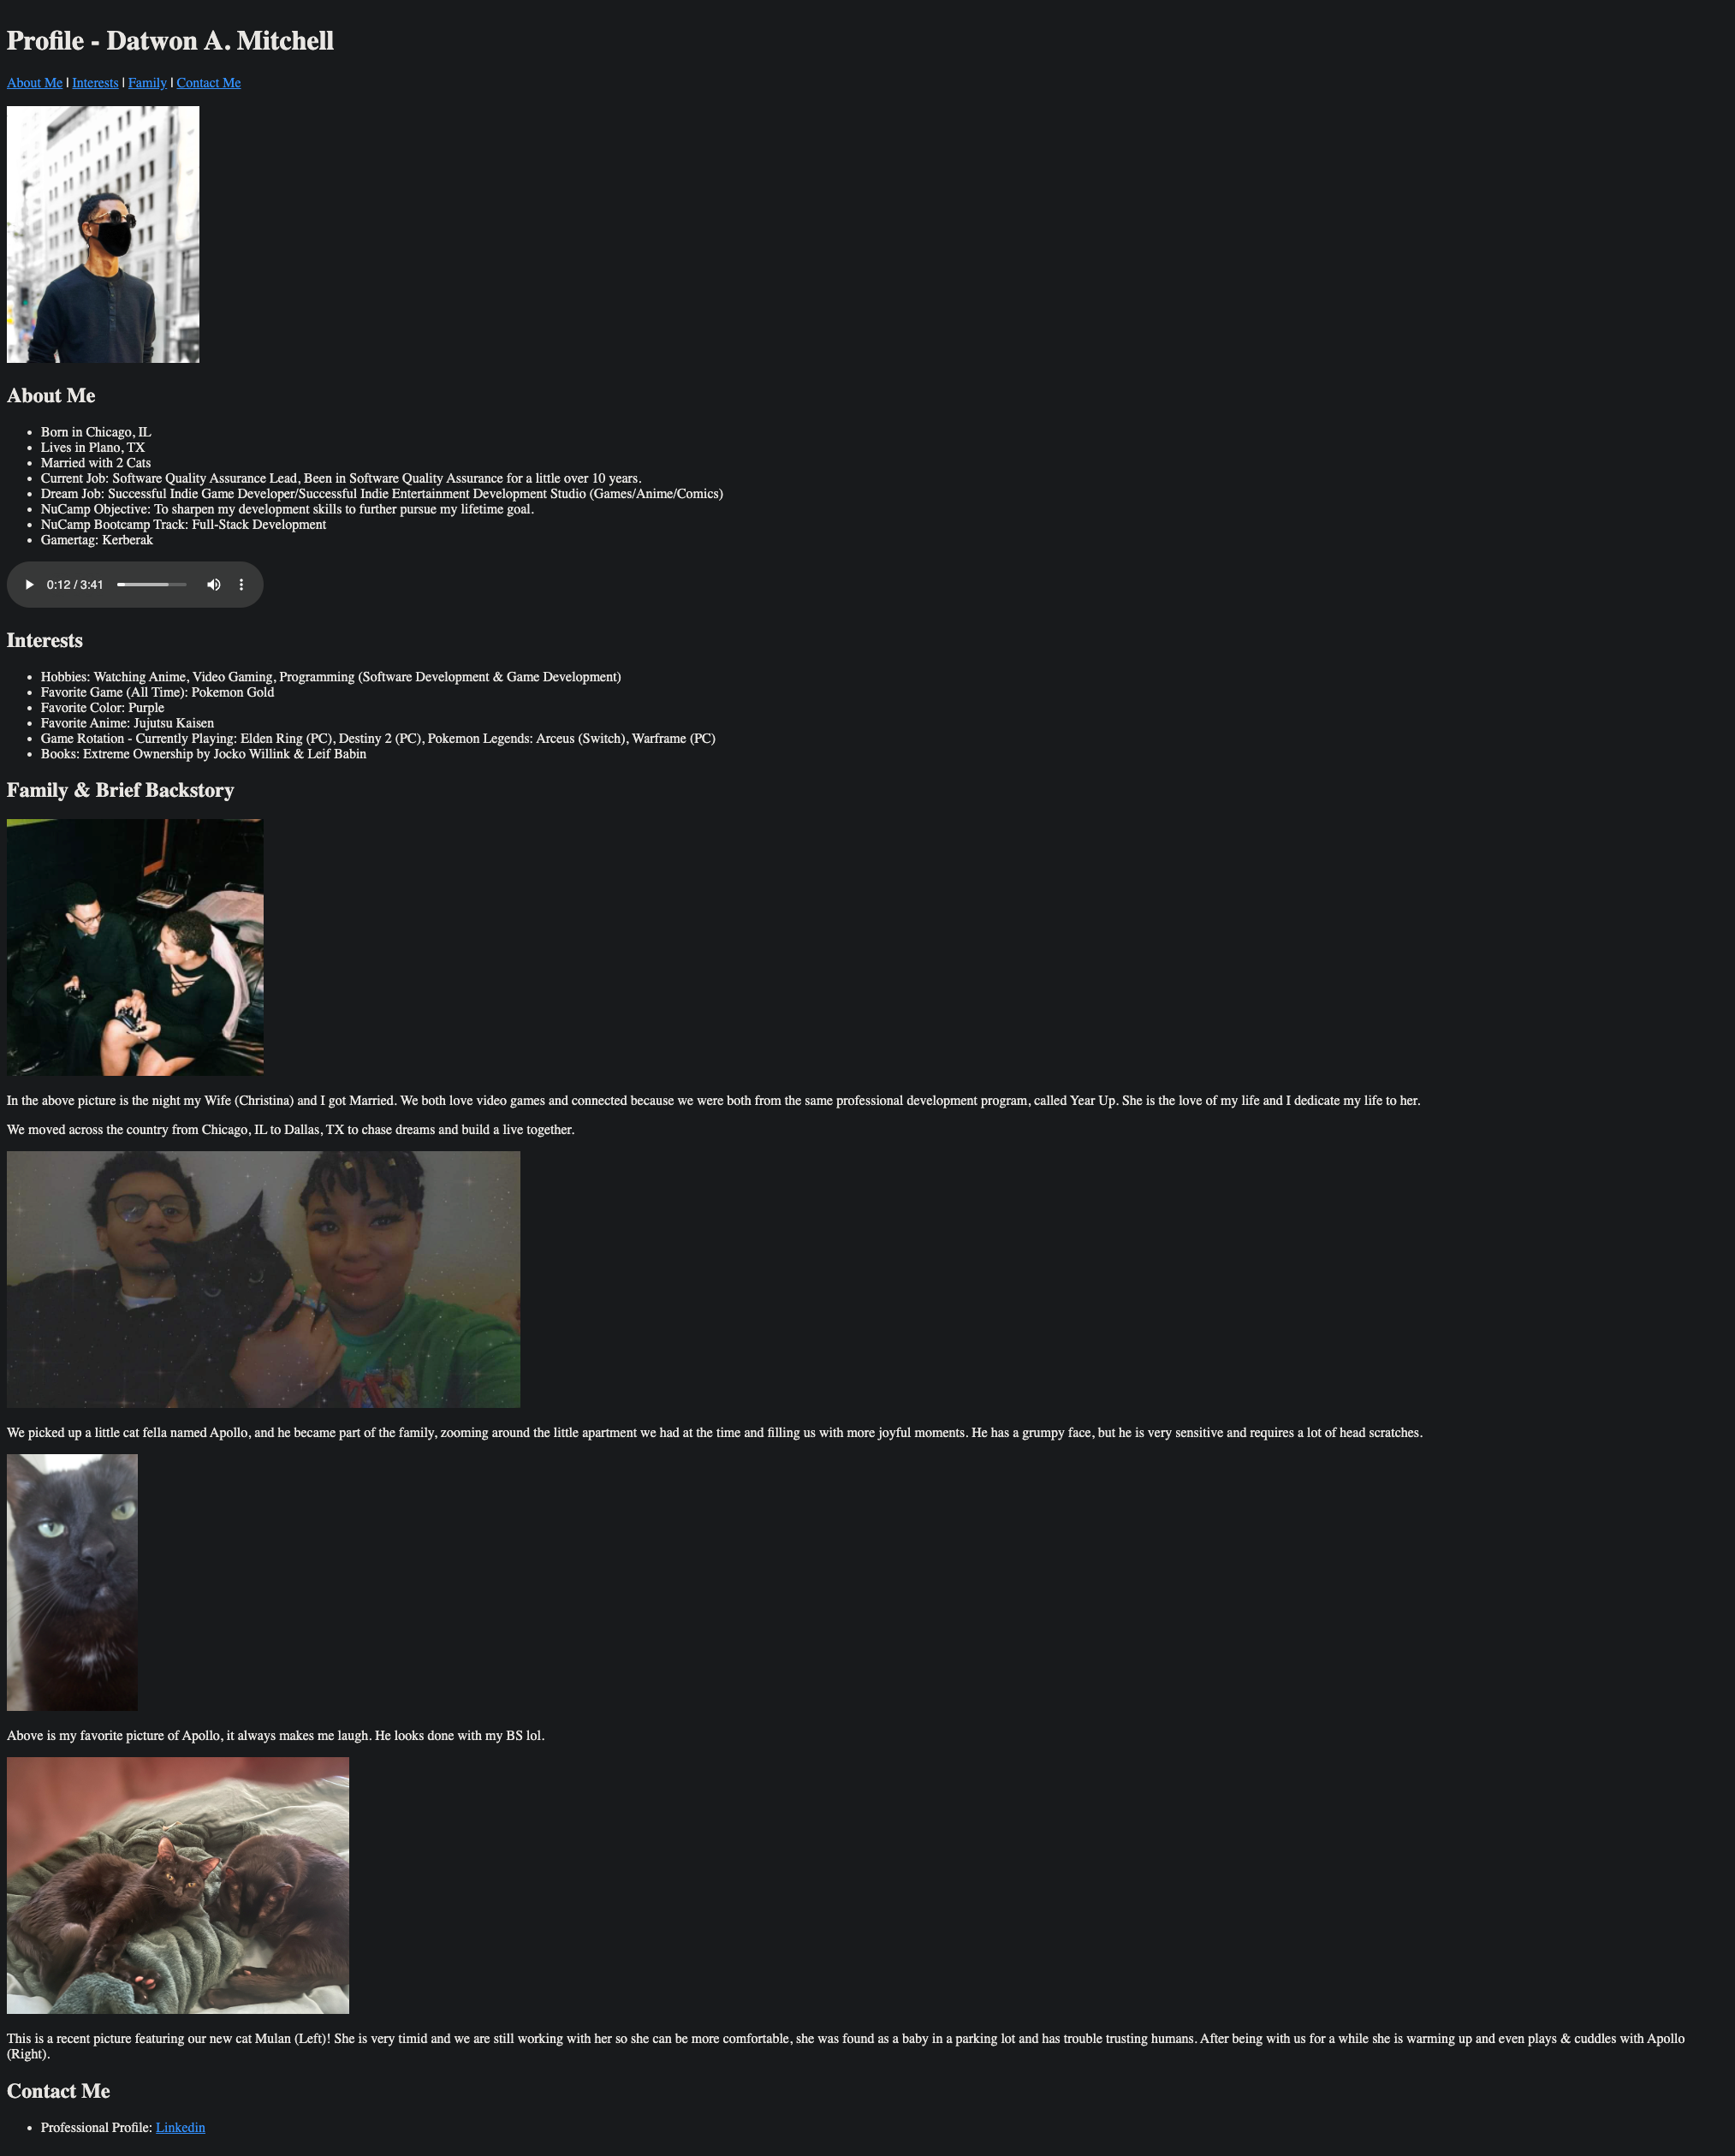 Profile - Datwon A. Mitchell
About Me | Interests | Family | Contact Me
About Me
Born in Chicago, IL
Lives in Plano, TX
Married with 2 Cats
Current Job: Software Quality Assurance Lead, Been in Software Quality Assurance for a little over 10 years.
Dream Job: Successful Indie Game Developer/Successful Indie Entertainment Development Studio (Games/Anime/Comics)
NuCamp Objective: To sharpen my development skills to further pursue my lifetime goal.
NuCamp Bootcamp Track: Full-Stack Development
Gamertag: Kerberak
0:12 / 3:41
Interests
Hobbies: Watching Anime, Video Gaming, Programming (Software Development & Game Development)
Favorite Game (All Time): Pokemon Gold
Favorite Color: Purple
Favorite Anime: Jujutsu Kaisen
Game Rotation - Currently Playing: Elden Ring (PC), Destiny 2 (PC), Pokemon Legends: Arceus (Switch), Warframe (PC)
Books: Extreme Ownership by Jocko Willink & Leif Babin
Family & Brief Backstory
In the above picture is the night my Wife (Christina) and I got Married. We both love video games and connected because we were both from the same professional development program, called Year Up. She is the love of my life and I dedicate my life to her.
We moved across the country from Chicago, IL to Dallas, TX to chase dreams and build a live together.
We picked up a little cat fella named Apollo, and he became part of the family, zooming around the little apartment we had at the time and filling us with more joyful moments. He has a grumpy face, but he is very sensitive and requires a lot of head scratches.
Above is my favorite picture of Apollo, it always makes me laugh. He looks done with my BS lol.
This is a recent picture featuring our new cat Mulan (Left)! She is very timid and we are still working with her so she can be more comfortable, she was found as a baby in a parking lot and has trouble trusting humans. After being with us for a while she is warming up and even plays & cuddles with Apollo
(Right).
Contact Me
Professional Profile: Linkedin